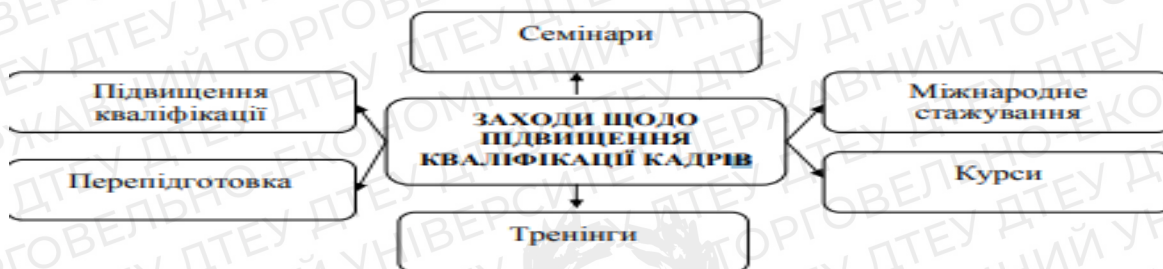 Семінари
Підвищення
кваліфікації
ЗАХОДИ ЩОДО
ПІДВИЩЕННЯ
КВАЛІФІКАЦІЇ КАДРІВ
Міжнародне
стажування
Перепідготовка
Курси
Тренінги